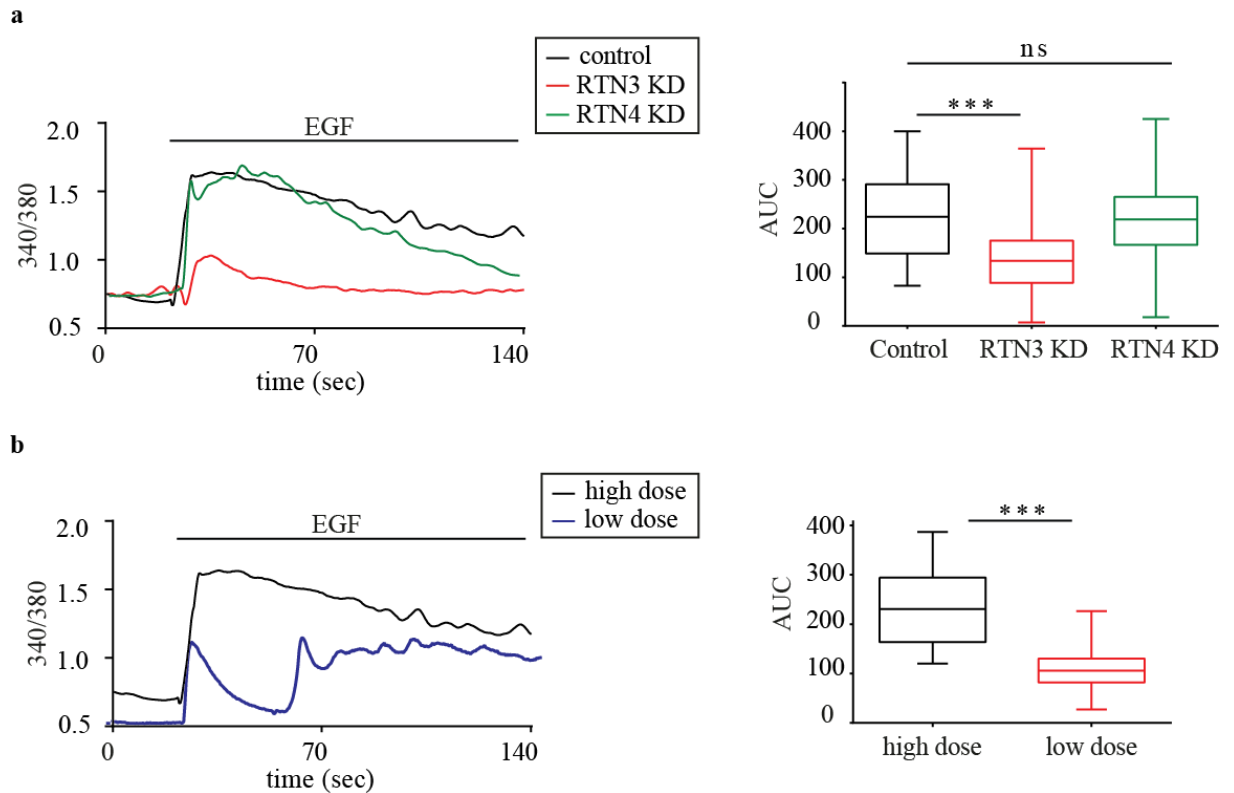 a
control
RTN3 KD
RTN4 KD
EGF
2.0
1.5
1.0
0.5
340/380
0
70
140
time (sec)
ns
***
400
300
200
100
0
AUC
Control
RTN3 KD
RTN4 KD
b
high dose
low dose
EGF
2.0
1.5
1.0
0.5
340/380
0
70
140
time (sec)
***
400
300
200
100
0
AUC
high dose
low dose